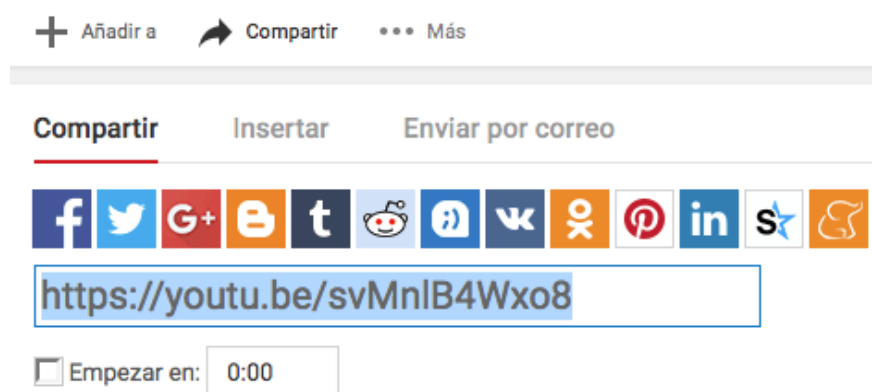 Añadir a Compartir Más
Compartir Insertar Enviar por correo
https://youtu.be/svMnlB4Wxo8
Empezar en: 0:00